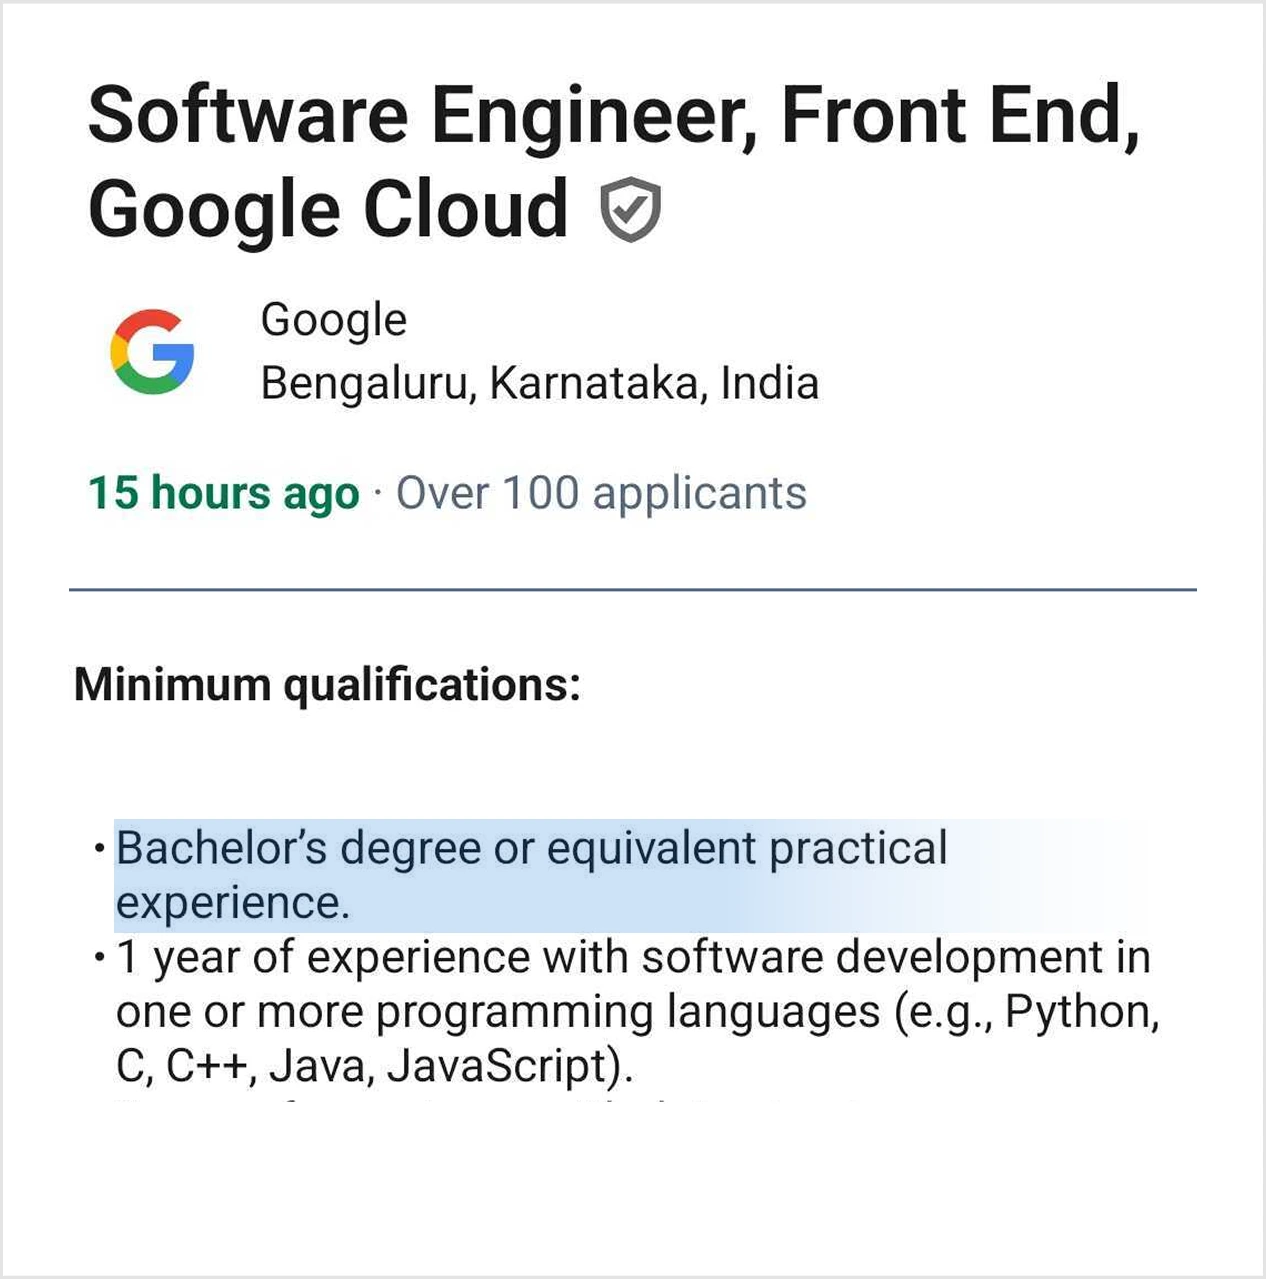 Software Engineer, Front End,
Google Cloud
Google
Bengaluru, Karnataka, India
15 hours ago · Over 100 applicants
Minimum qualifications:
• Bachelor’s degree or equivalent practical
experience.
• 1 year of experience with software development in
one or more programming languages (e.g., Python,
C, C++, Java, JavaScript).